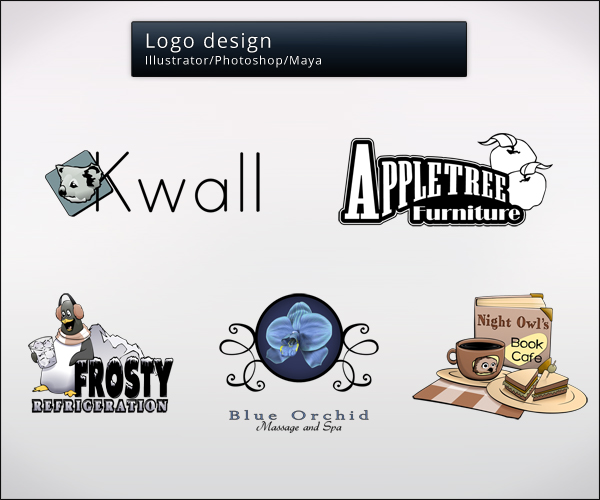 Logo design
Illustrator/Photoshop/Maya
Kwall
APPLETREE
Furniture
FROSTY
REFRIGERATION
Blue Orchid
Massage and Spa
Night Owl's
Book
Cafe